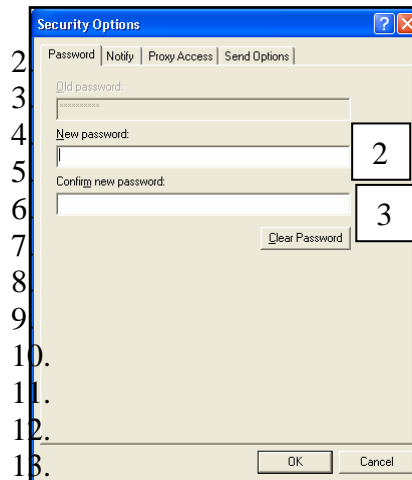 Security Options
Password Notify Proxy Access Send Options
2.
Old password:
3.
**********
4.
New password:
2
5.
Confirm new password:
6.
3
7.
Clear Password
8.
9.
10.
11.
12.
13.
OK Cancel